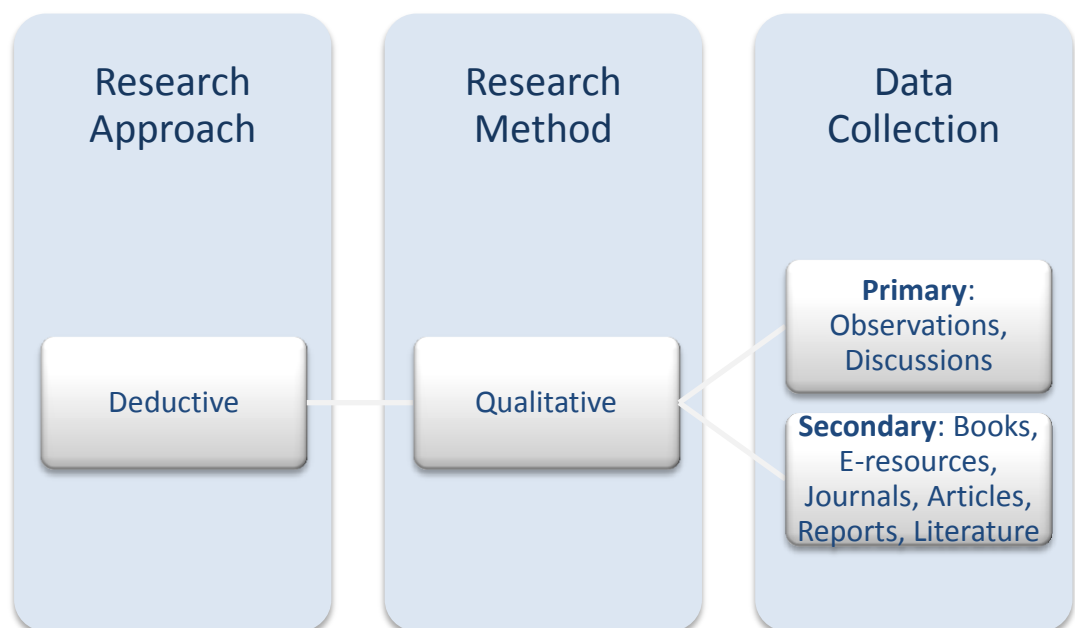 Research
Approach
Research
Method
Data
Collection
Deductive
Qualitative
Primary:
Observations,
Discussions
Secondary: Books,
E-resources,
Journals, Articles,
Reports, Literature